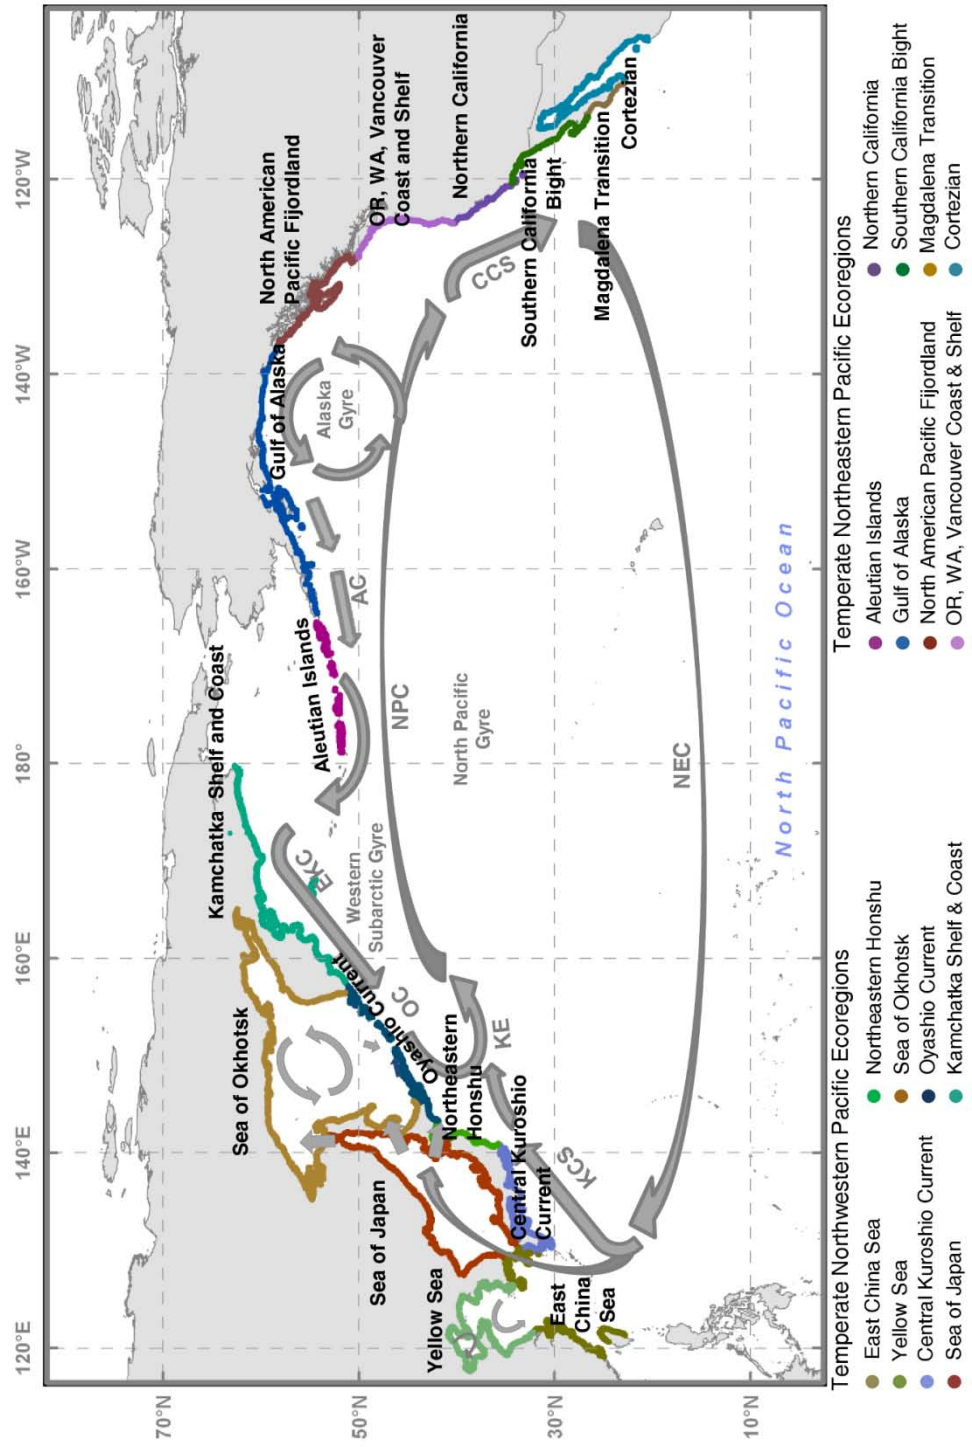 120°E
140°E
160°E
180°
160°W
140°W
120°W
70°N
50°N
30°N
10°N
Kamchatka Shelf and Coast
Sea of Okhotsk
Sea of Japan
Yellow Sea
East
China
Sea
Central Kuroshio
Current
Northeastern
Honshu
Oyashio Current
Aleutian Islands
Gulf of Alaska
North American
Pacific Fijordland
OR, WA, Vancouver
Coast and Shelf
Northern California
Southern California
Bight
Magdalena Transition
Cortezian
EKC
OC
Western
Subarctic Gyre
KE
KCS
AC
Alaska
Gyre
NPC
North Pacific
Gyre
CCS
NEC
North Pacific Ocean
Temperate Northwestern Pacific Ecoregions
East China Sea
Yellow Sea
Central Kuroshio Current
Sea of Japan
Northeastern Honshu
Sea of Okhotsk
Oyashio Current
Kamchatka Shelf & Coast
Temperate Northeastern Pacific Ecoregions
Aleutian Islands
Gulf of Alaska
North American Pacific Fijordland
OR, WA, Vancouver Coast & Shelf
Northern California
Southern California Bight
Magdalena Transition
Cortezian